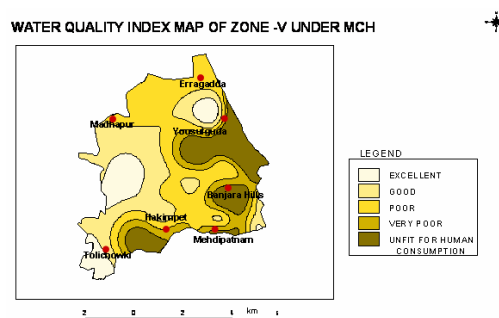 WATER QUALITY INDEX MAP OF ZONE -V UNDER MCH
Erragadda
Madhapur
Yousufguda
Banjara Hills
Hakimpet
Mehdipatnam
Tolichowki
LEGEND
EXCELLENT
GOOD
POOR
VERY POOR
UNFIT FOR HUMAN
CONSUMPTION
2 0 2 4 km